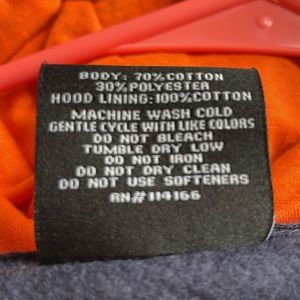 BODY: 70%COTTON
30%POLYESTER
HOOD LINING: 100%COTTON
MACHINE WASH COLD
GENTLE CYCLE WITH LIKE COLORS
DO NOT BLEACH
TUMBLE DRY LOW
DO NOT IRON
DO NOT DRY CLEAN
DO NOT USE SOFTENERS
RN#114166